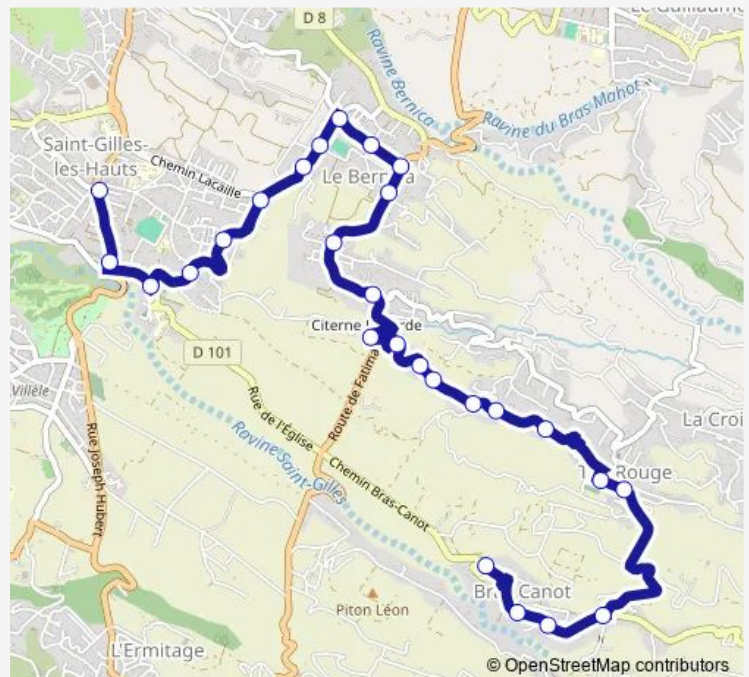 D 8
Le Guillaume
Ravine Bernica
Ravine du Bras Mahot
Saint-Gilles-
les-Hauts
Chemin Lacaille
Le Bernica
Citerne
rde
D 101
Villèle
Rue de l'Église
Route de Fatima
La Croi
Rue Joseph Hubert
Ravine Saint-Gilles
Chemin Bras-Canot
Rouge
Bras Canot
Piton Léon
L'Ermitage
© OpenStreetMap contributors